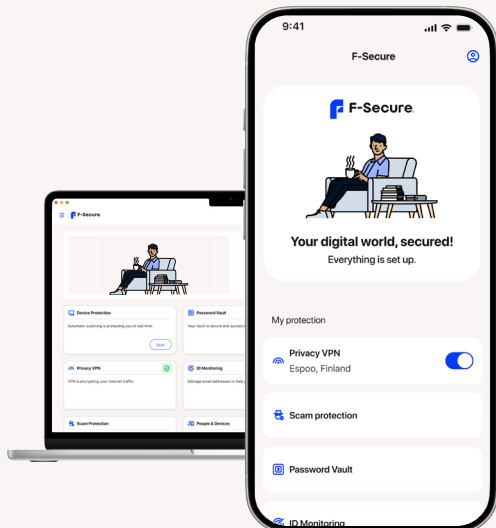 F-Secure
Device Protection
Automatic scanning is protecting you in real time.
Scan
Password Vault
Your Vault is secure and synced
Privacy VPN
VPN is encrypting your internet traffic.
ID Monitoring
Manage email addresses to help
Scam Protection
People & Devices
9:41
F-Secure
F-Secure
Your digital world, secured!
Everything is set up.
My protection
Privacy VPN
Espoo, Finland
Scam protection
Password Vault
ID Monitoring